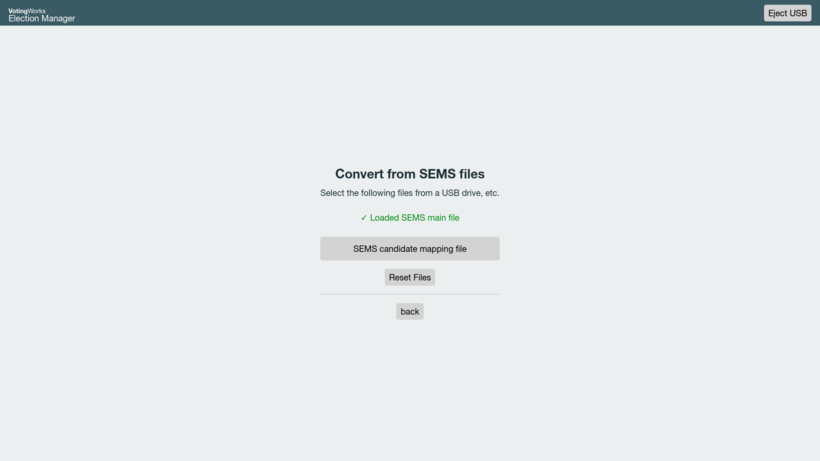 VotingWorks
Election Manager
Eject USB
Convert from SEMS files
Select the following files from a USB drive, etc.
✓ Loaded SEMS main file
SEMS candidate mapping file
Reset Files
back